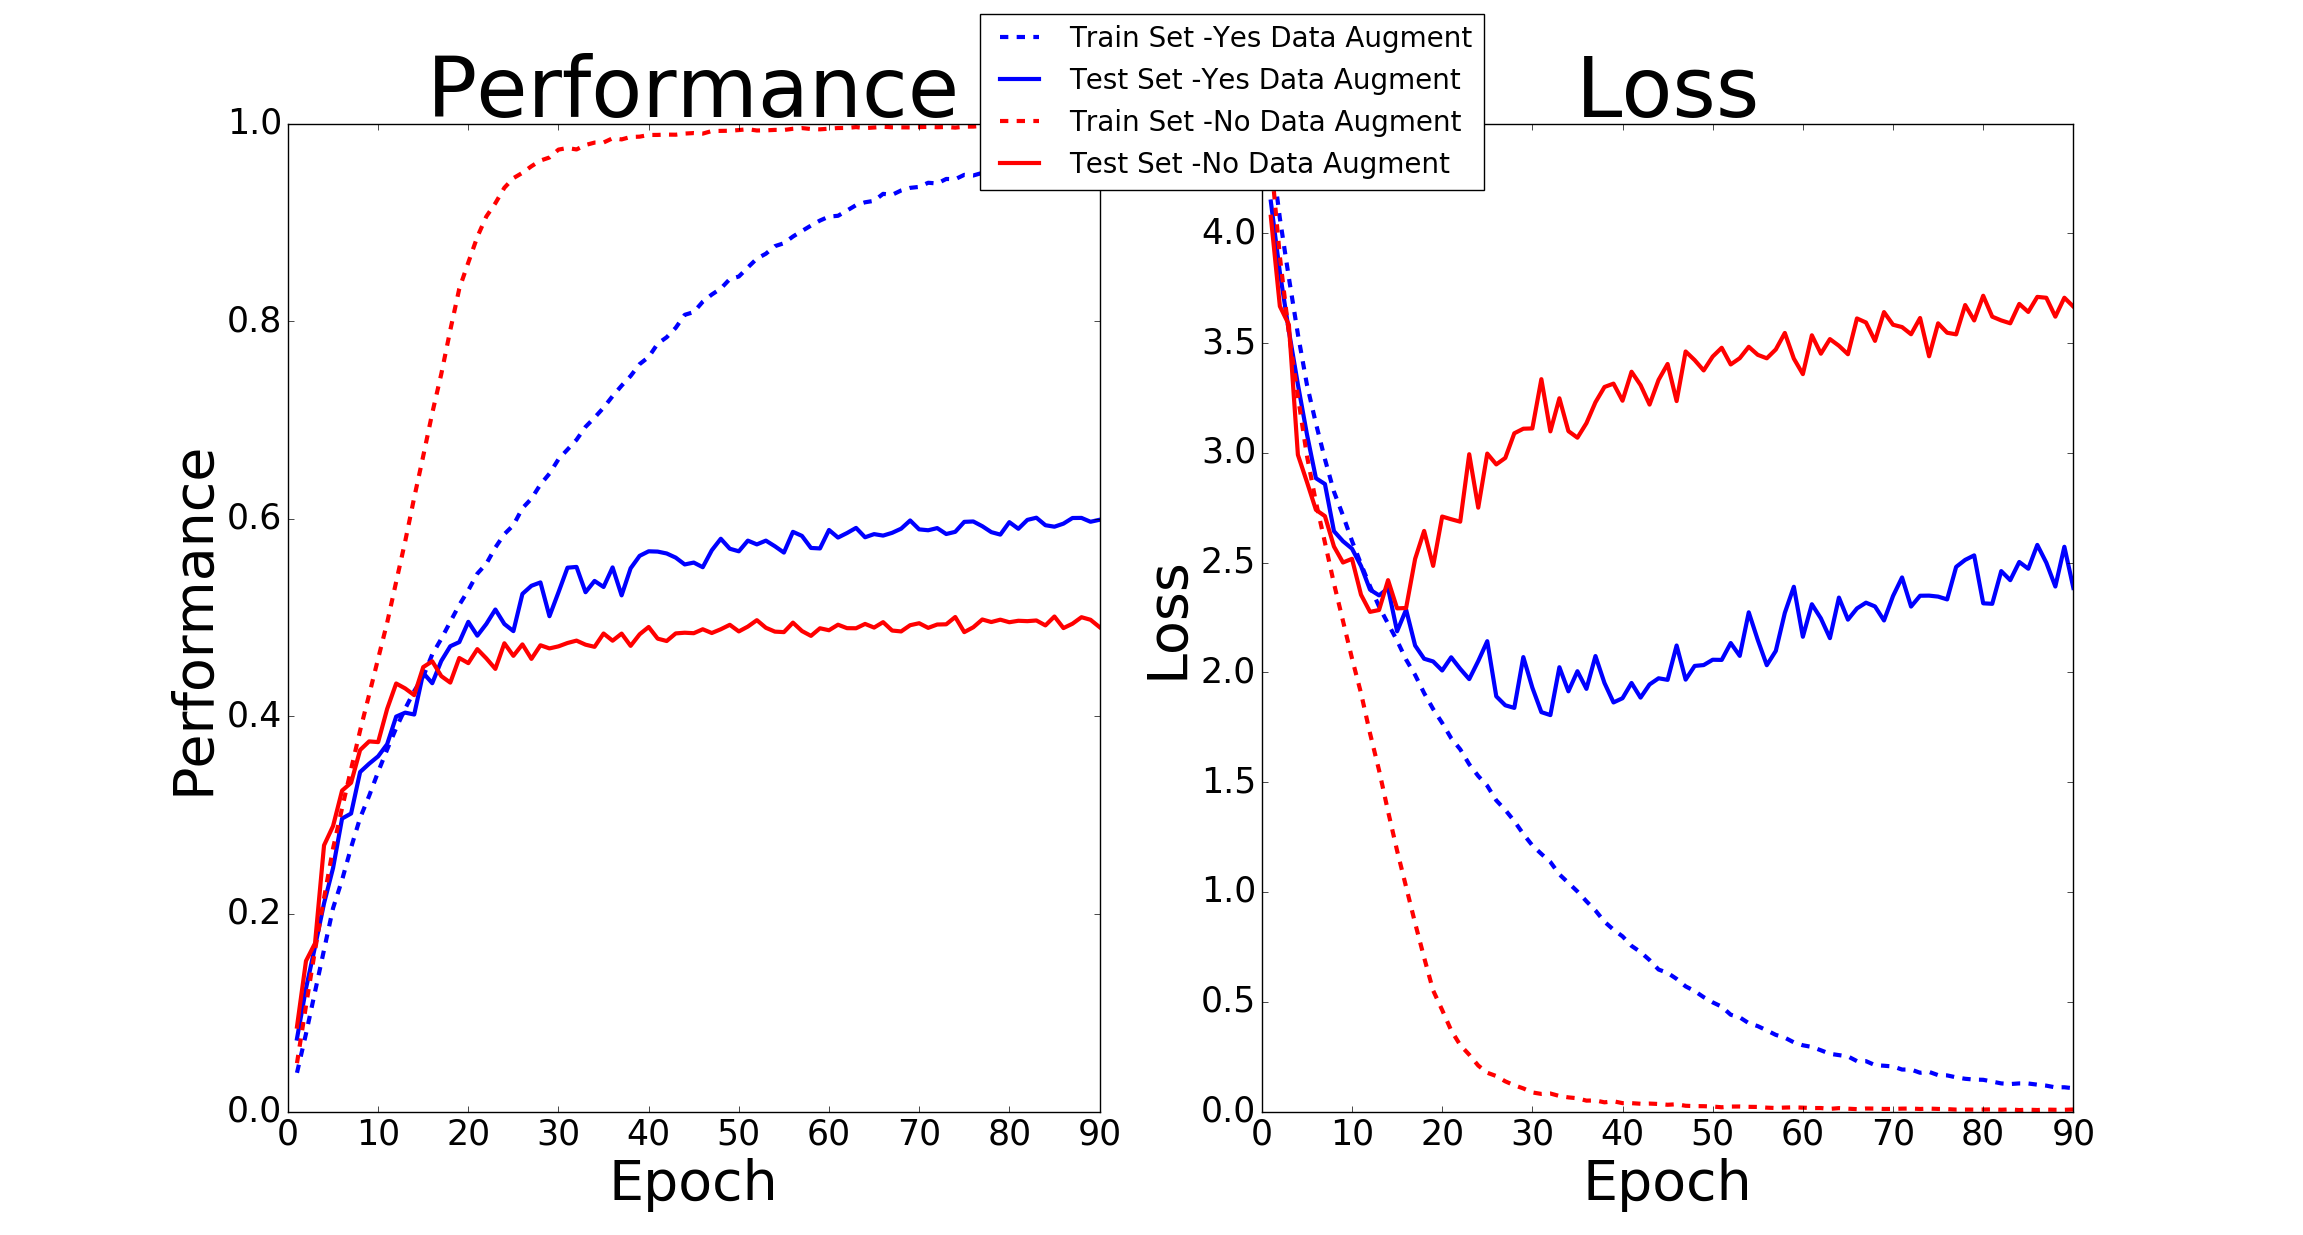 Performance
Loss
Train Set -Yes Data Augment
Test Set -Yes Data Augment
Train Set -No Data Augment
Test Set -No Data Augment
Performance
1.0
0.8
0.6
0.4
0.2
0.0
0 10 20 30 40 50 60 70 80 90
Epoch
Loss
4.0
3.5
3.0
2.5
2.0
1.5
1.0
0.5
0.0
0 10 20 30 40 50 60 70 80 90
Epoch